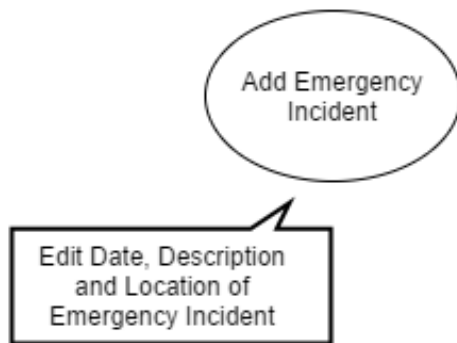 Add Emergency
Incident
Edit Date, Description
and Location of
Emergency Incident